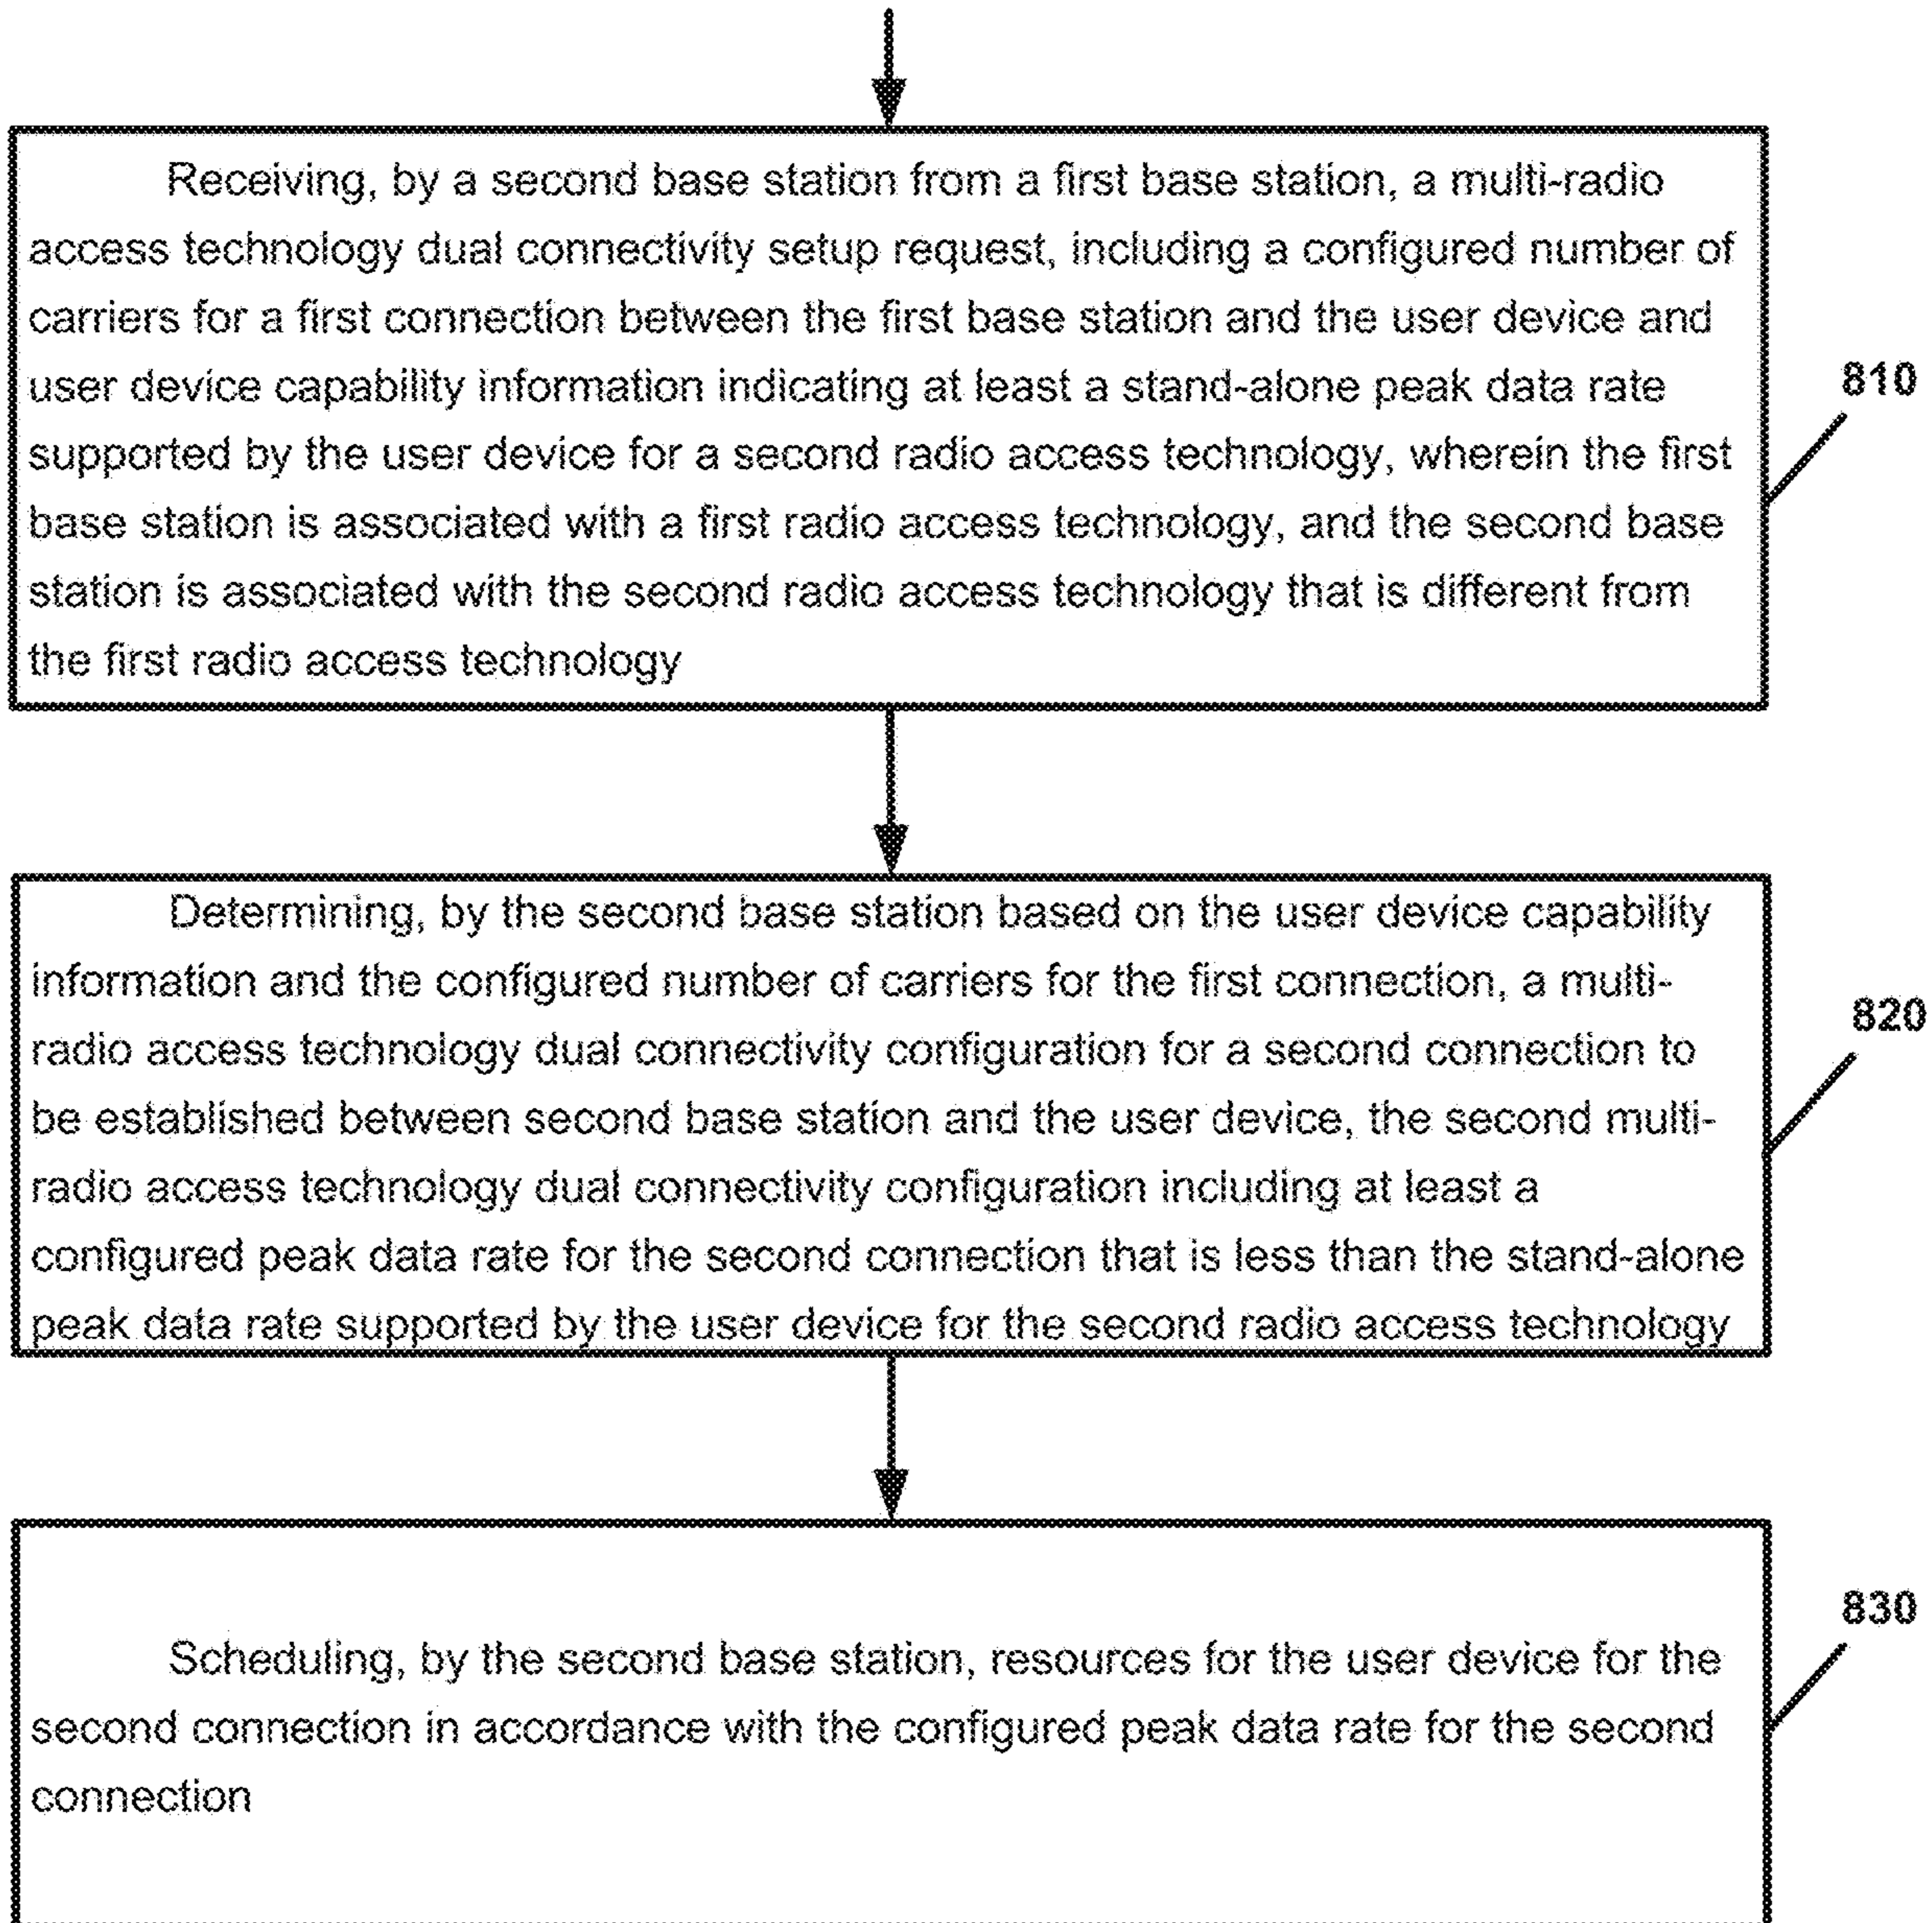 Receiving, by a second base station from a first base station, a multi-radio
access technology dual connectivity setup request, including a configured number of
carriers for a first connection between the first base station and the user device and
user device capability information indicating at least a stand-alone peak data rate
supported by the user device for a second radio access technology, wherein the first
base station is associated with a first radio access technology, and the second base
station is associated with the second radio access technology that is different from
the first radio access technology
810
Determining, by the second base station based on the user device capability
information and the configured number of carriers for the first connection, a multi-
radio access technology dual connectivity configuration for a second connection to
be established between second base station and the user device, the second multi-
radio access technology dual connectivity configuration including at least a
configured peak data rate for the second connection that is less than the stand-alone
peak data rate supported by the user device for the second radio access technology
820
Scheduling, by the second base station, resources for the user device for the
second connection in accordance with the configured peak data rate for the second
connection
830